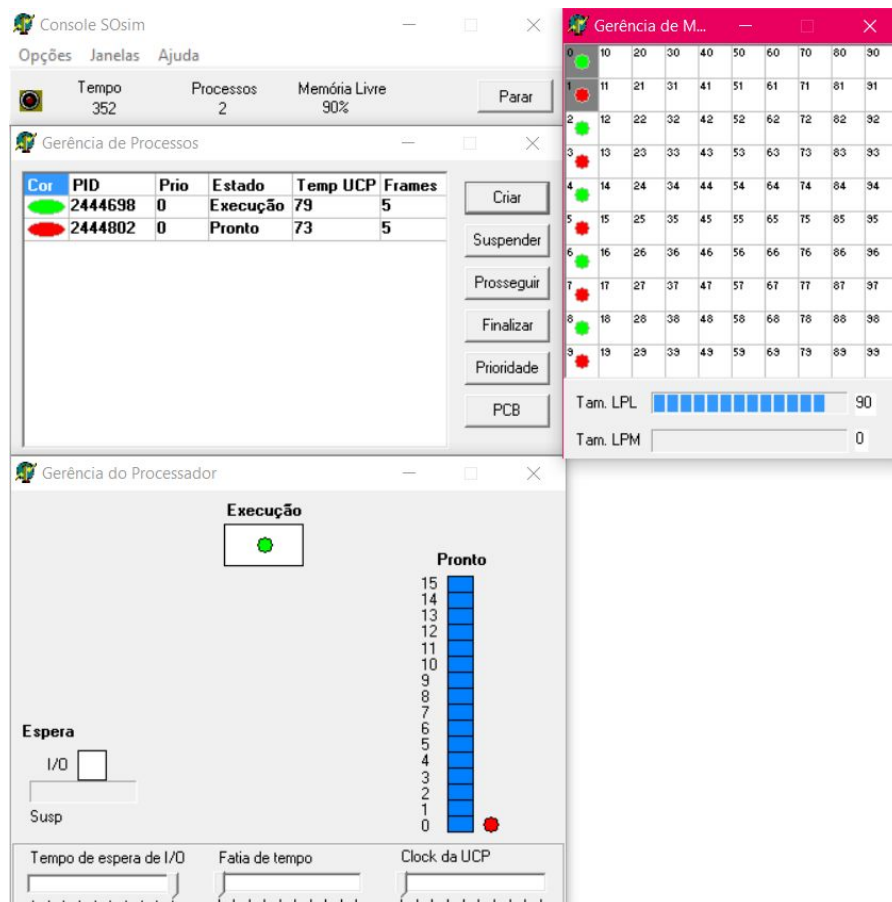 Console SOsim
Opções Janelas Ajuda
Tempo Processos Memória Livre
352 2 90%
Parar
Gerência de Processos
Cor PID Prio Estado Temp UCP Frames
2444698 0 Execução 79 5
2444802 0 Pronto 73 5
Criar
Suspender
Prosseguir
Finalizar
Prioridade
PCB
Gerência de M...
0 10 20 30 40 50 60 70 80 90
1 11 21 31 41 51 61 71 81 91
2 12 22 32 42 52 62 72 82 92
3 13 23 33 43 53 63 73 83 93
4 14 24 34 44 54 64 74 84 94
5 15 25 35 45 55 65 75 85 95
6 16 26 36 46 56 66 76 86 96
7 17 27 37 47 57 67 77 87 97
8 18 28 38 48 58 68 78 88 98
9 19 29 39 49 59 69 79 89 99
Tam. LPL 90
Tam. LPM 0
Gerência do Processador
Execução
Pronto
15
14
13
12
11
10
9
8
7
6
5
4
3
2
1
0
Espera
I/O
Susp
Tempo de espera de I/O Fatia de tempo Clock da UCP